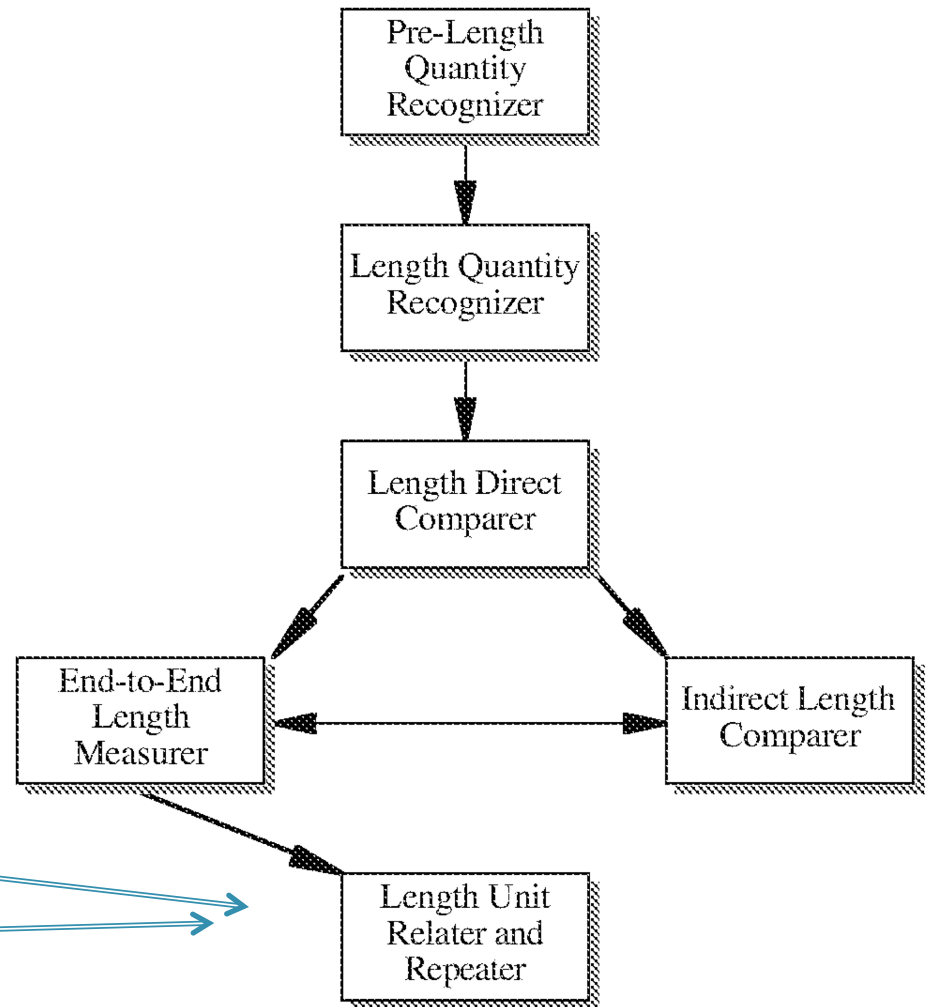 Pre-Length
Quantity
Recognizer
Length Quantity
Recognizer
Length Direct
Comparer
End-to-End
Length
Measurer
Indirect Length
Comparer
Length Unit
Relater and
Repeater